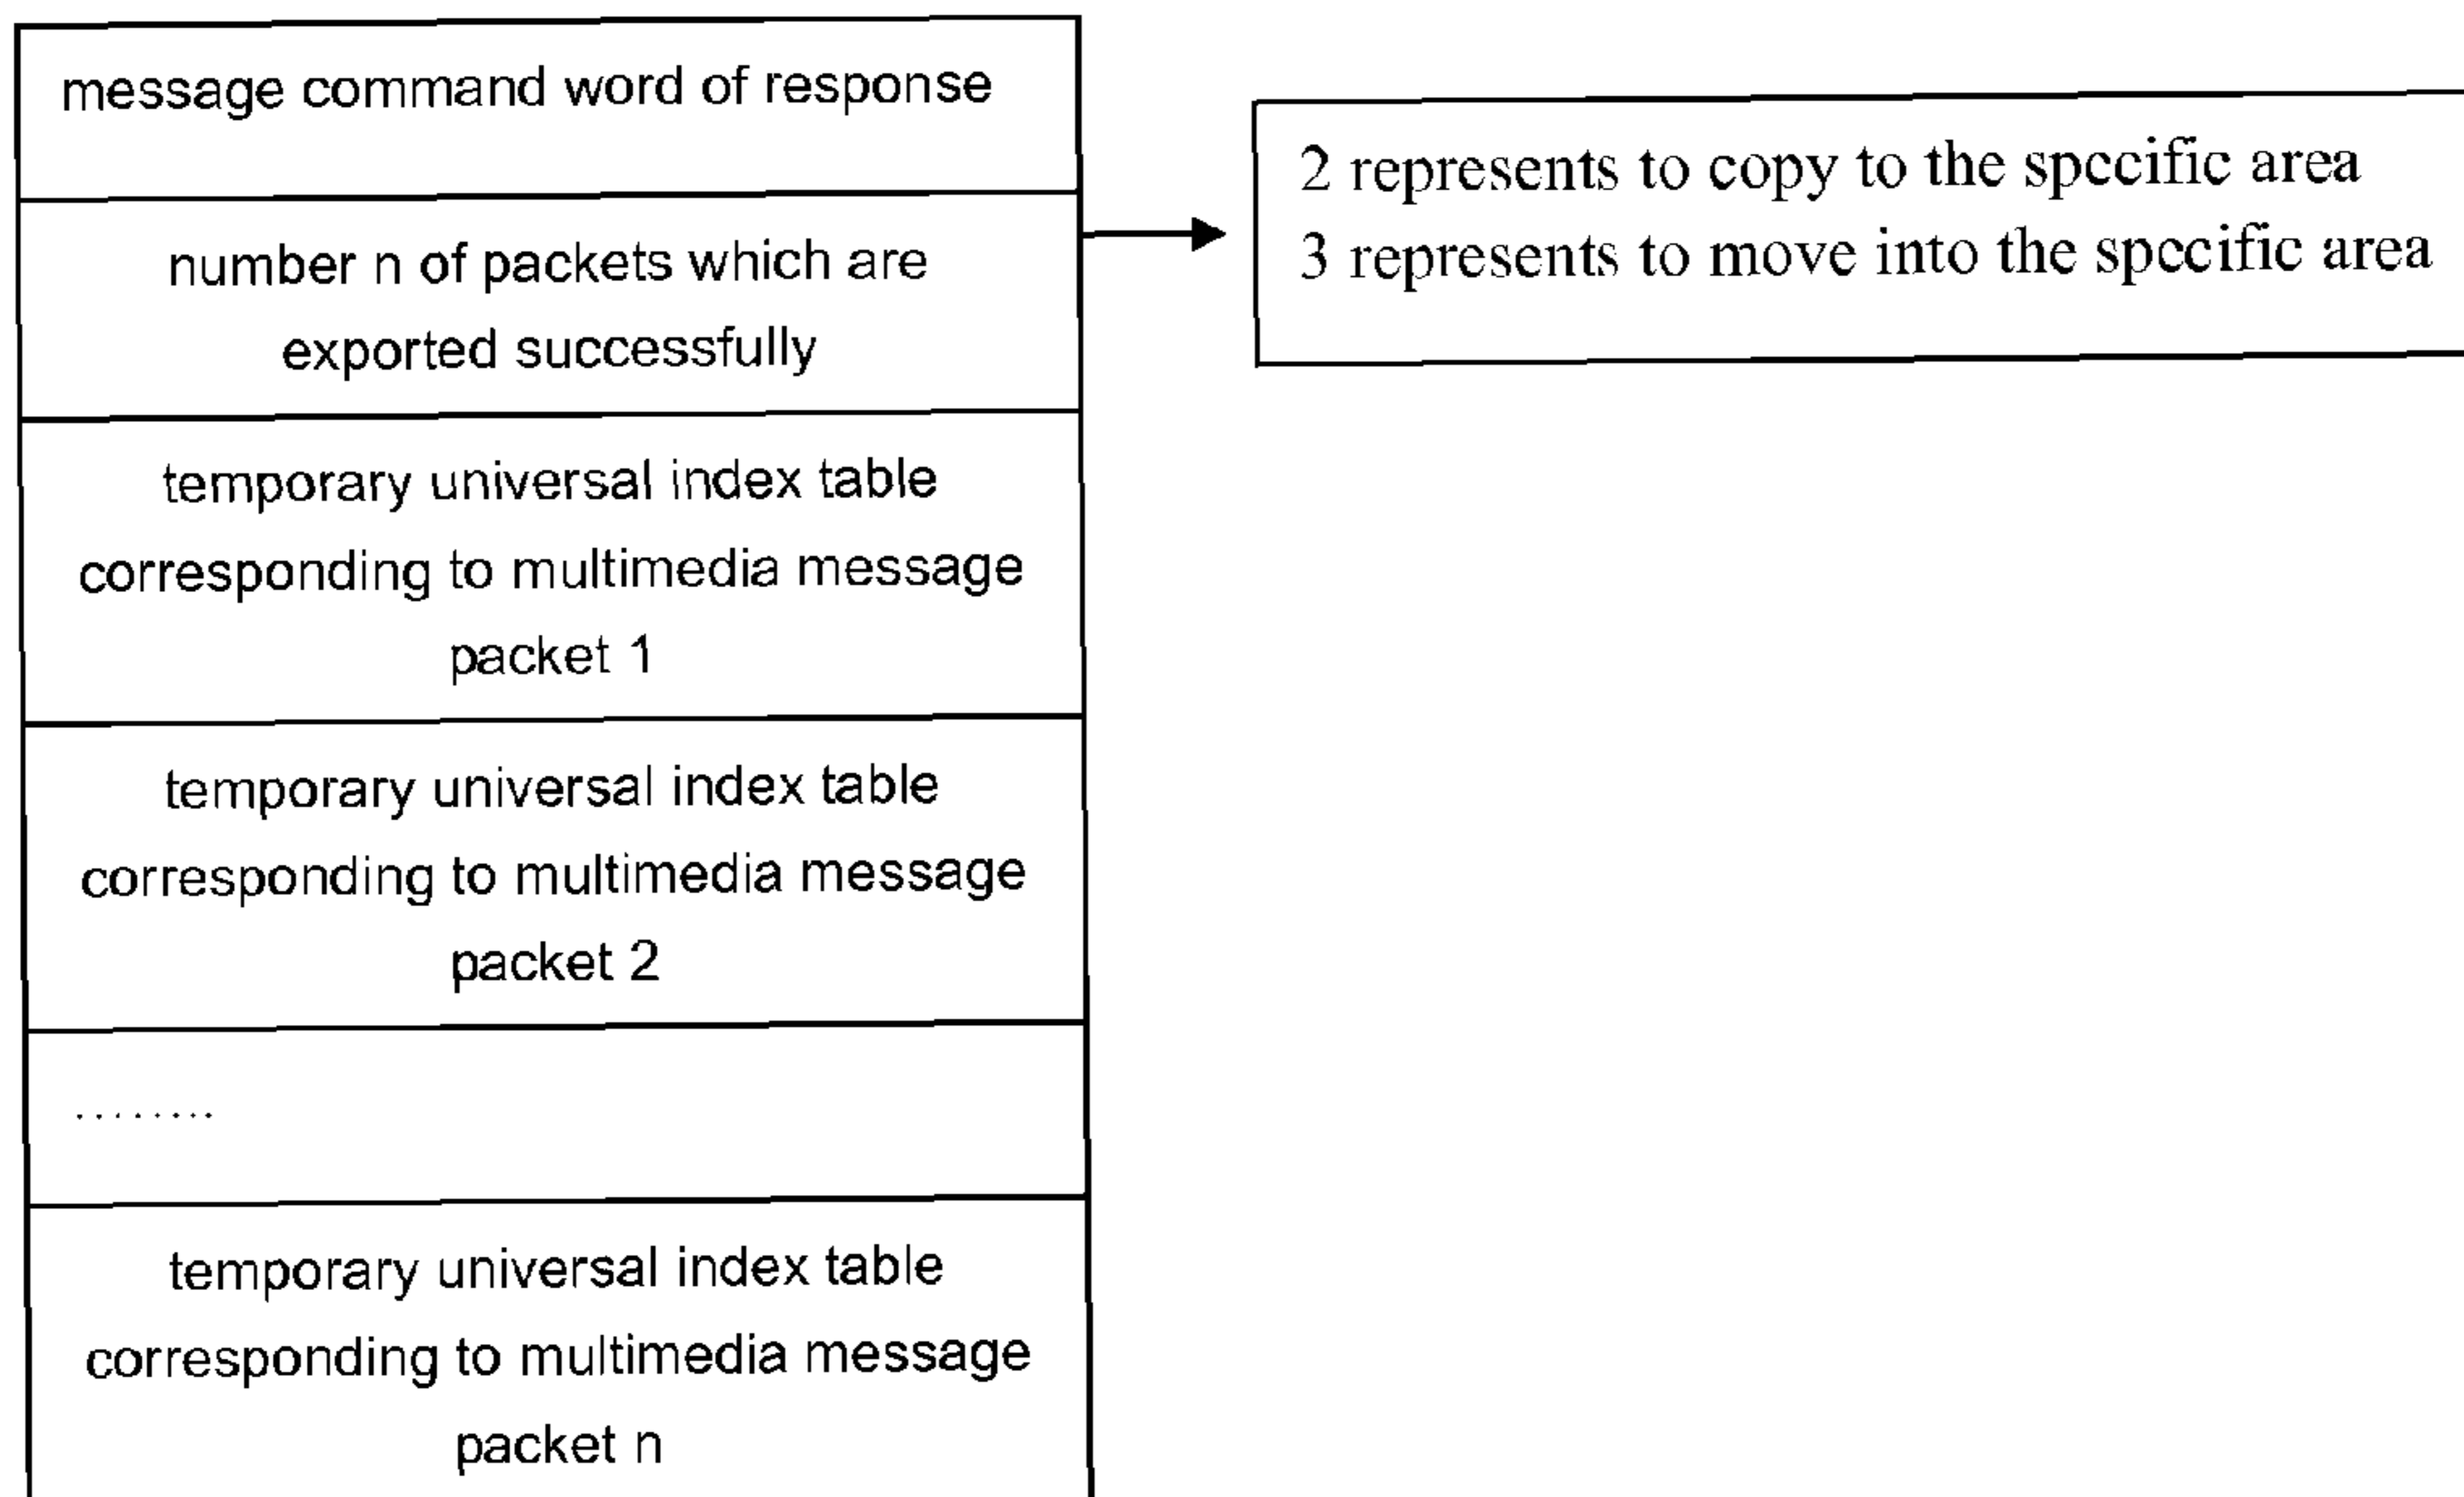 message command word of response
number n of packets which are
exported successfully
temporary universal index table
corresponding to multimedia message
packet 1
temporary universal index table
corresponding to multimedia message
packet 2
........
temporary universal index table
corresponding to multimedia message
packet n
2 represents to copy to the specific area
3 represents to move into the specific area